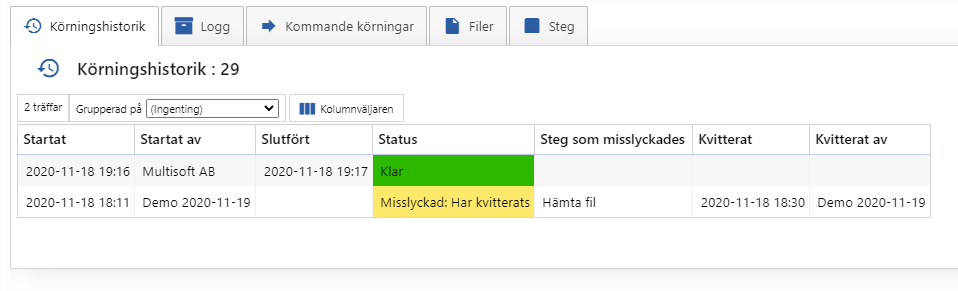 Körningshistorik Logg Kommande körningar Filer Steg
Körningshistorik : 29
2 träffar Grupperad på (Ingenting) Kolumnväljaren
Startat Startat av Slutfört Status Steg som misslyckades Kvitterat Kvitterat av
2020-11-18 19:16 Multisoft AB 2020-11-18 19:17 Klar
2020-11-18 18:11 Demo 2020-11-19 Misslyckad: Har kvitterats Hämta fil 2020-11-18 18:30 Demo 2020-11-19